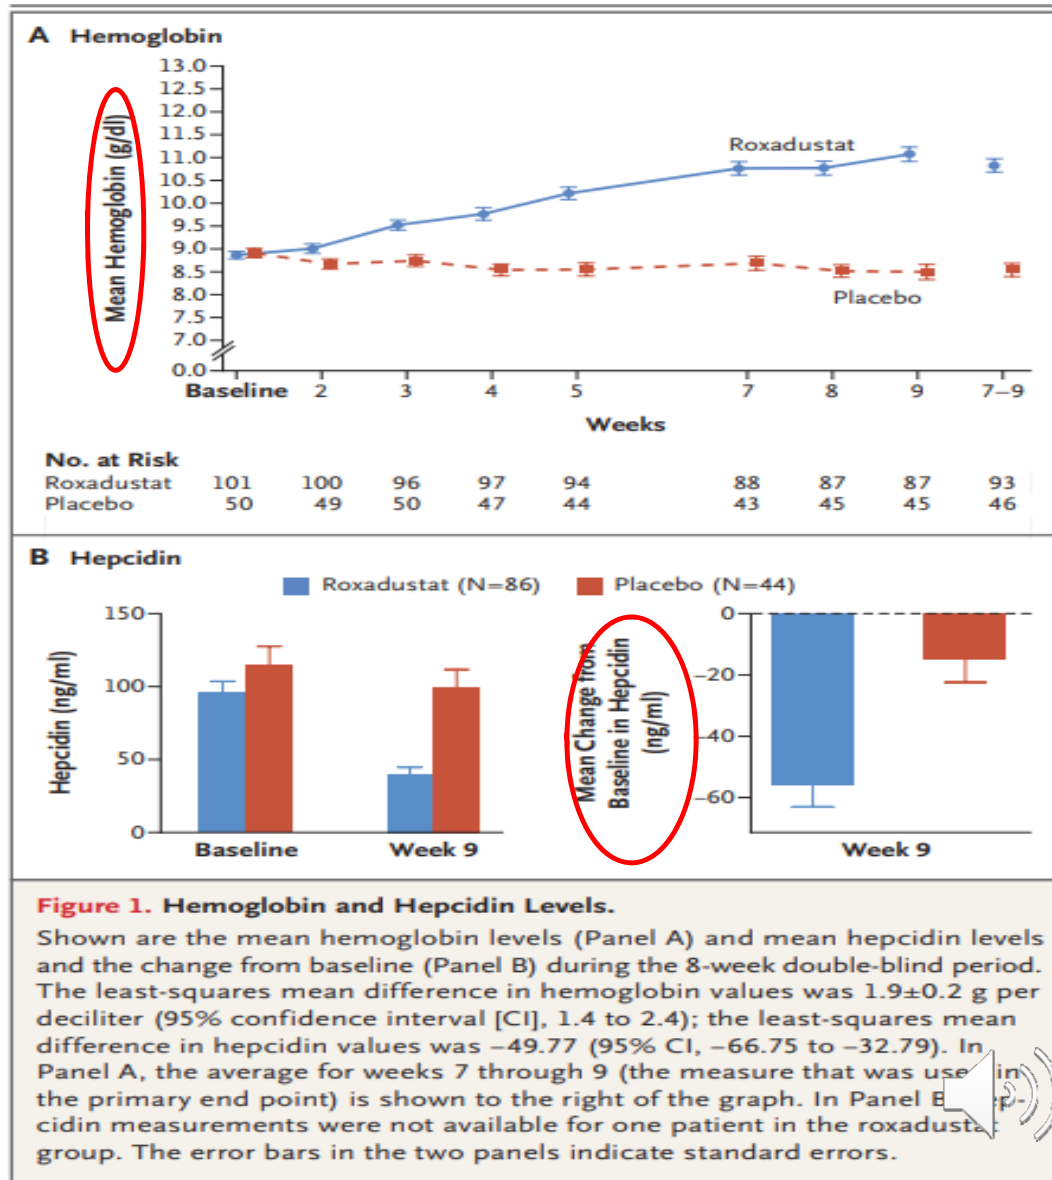 A Hemoglobin
Mean Hemoglobin (g/dl)
13.0
12.5
12.0
11.5
11.0
10.5
10.0
9.5
9.0
8.5
8.0
7.5
7.0
0.0
Roxadustat
Placebo
Baseline 2 3 4 5 7 8 9 7–9
Weeks
No. at Risk
Roxadustat 101 100 96 97 94 88 87 87 93
Placebo 50 49 50 47 44 43 45 45 46
B Hepcidin
Roxadustat (N=86) Placebo (N=44)
Hepcidin (ng/ml)
150
100
50
0
Baseline Week 9
Mean Change from
Baseline in Hepcidin
(ng/ml)
0
–20
–40
–60
Week 9
Figure 1. Hemoglobin and Hepcidin Levels.
Shown are the mean hemoglobin levels (Panel A) and mean hepcidin levels
and the change from baseline (Panel B) during the 8-week double-blind period.
The least-squares mean difference in hemoglobin values was 1.9±0.2 g per
deciliter (95% confidence interval [CI], 1.4 to 2.4); the least-squares mean
difference in hepcidin values was –49.77 (95% CI, –66.75 to –32.79). In
Panel A, the average for weeks 7 through 9 (the measure that was used in
the primary end point) is shown to the right of the graph. In Panel B, hep-
cidin measurements were not available for one patient in the roxadustat
group. The error bars in the two panels indicate standard errors.